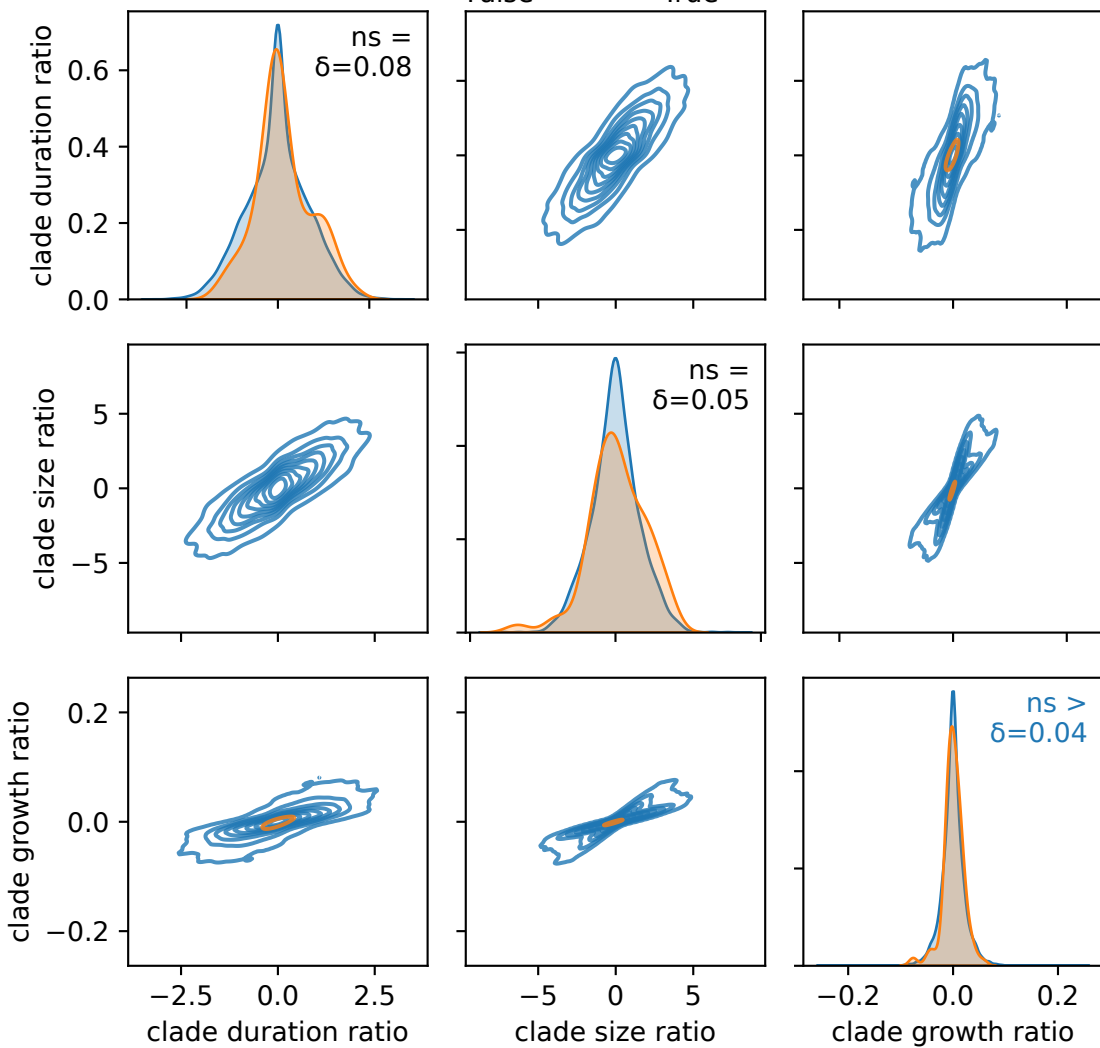 clade duration ratio
0.6
0.4
0.2
0.0
ns =
δ=0.08
clade size ratio
5
0
−5
ns =
δ=0.05
clade growth ratio
0.2
0.0
−0.2
ns >
δ=0.04
−2.5 0.0 2.5
−5 0 5
−0.2 0.0 0.2
clade duration ratio
clade size ratio
clade growth ratio